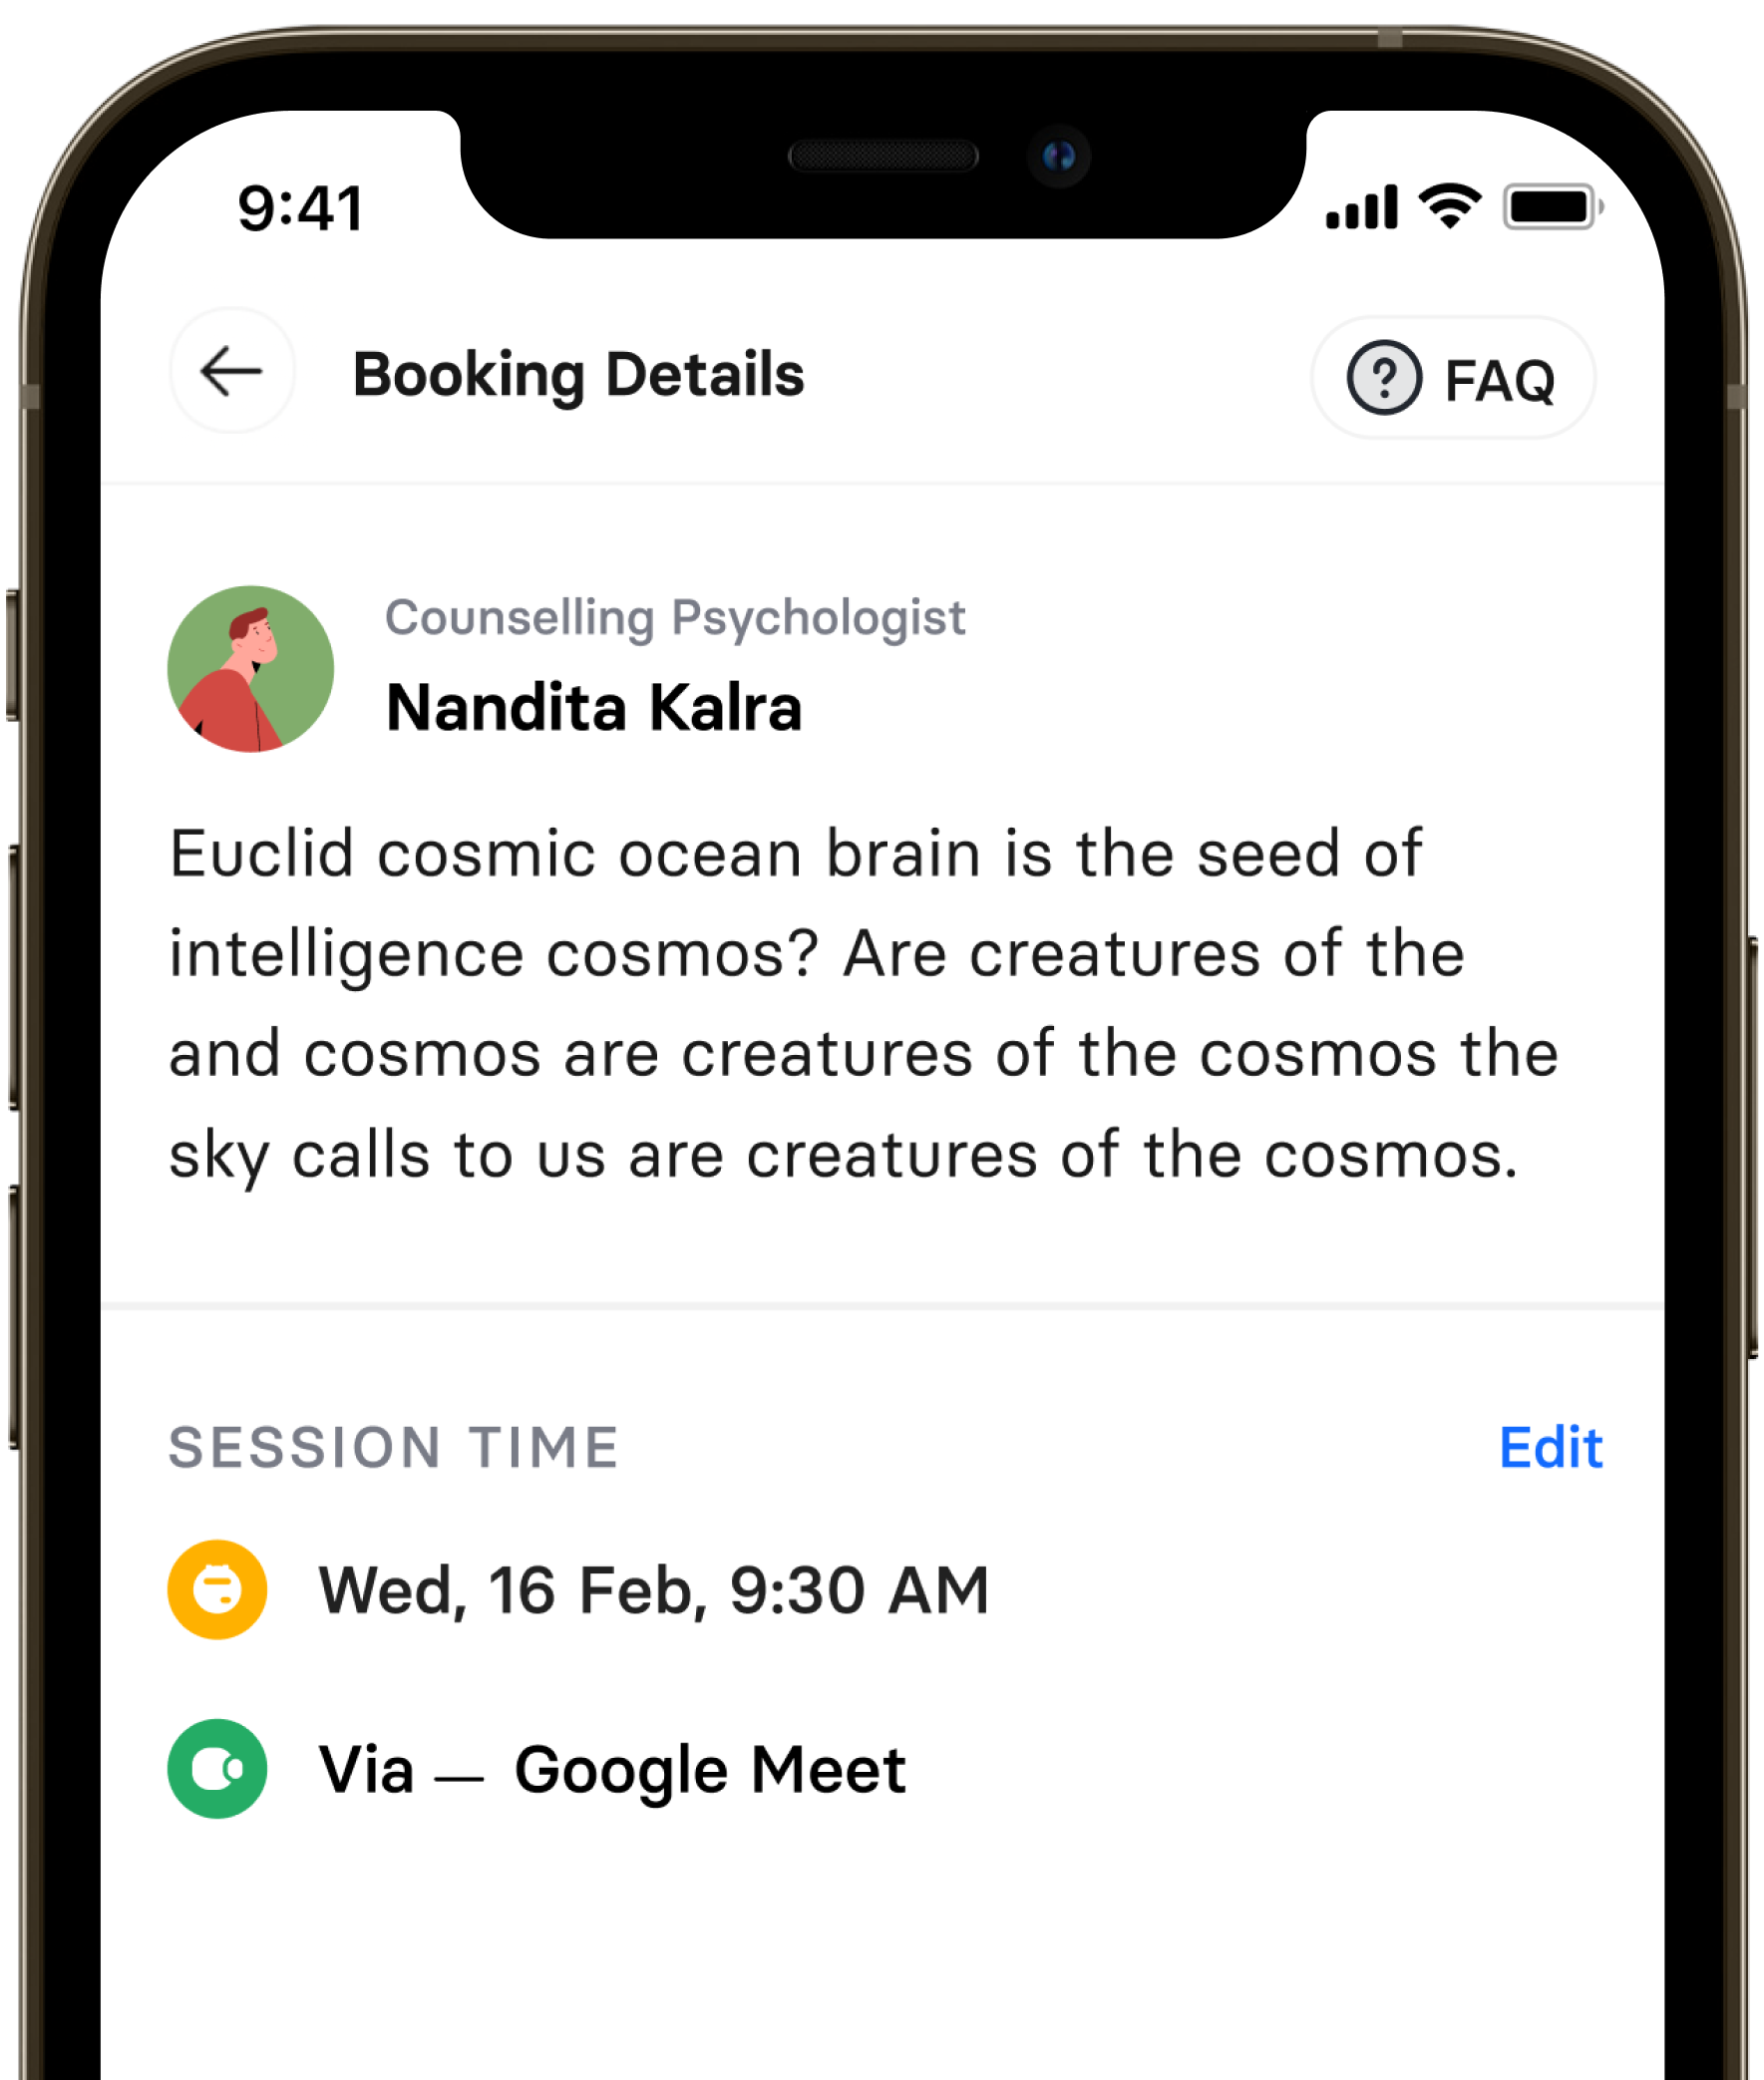 9:41
Booking Details
? FAQ
Counselling Psychologist
Nandita Kalra
Euclid cosmic ocean brain is the seed of
intelligence cosmos? Are creatures of the
and cosmos are creatures of the cosmos the
sky calls to us are creatures of the cosmos.
SESSION TIME
Edit
Wed, 16 Feb, 9:30 AM
Via — Google Meet